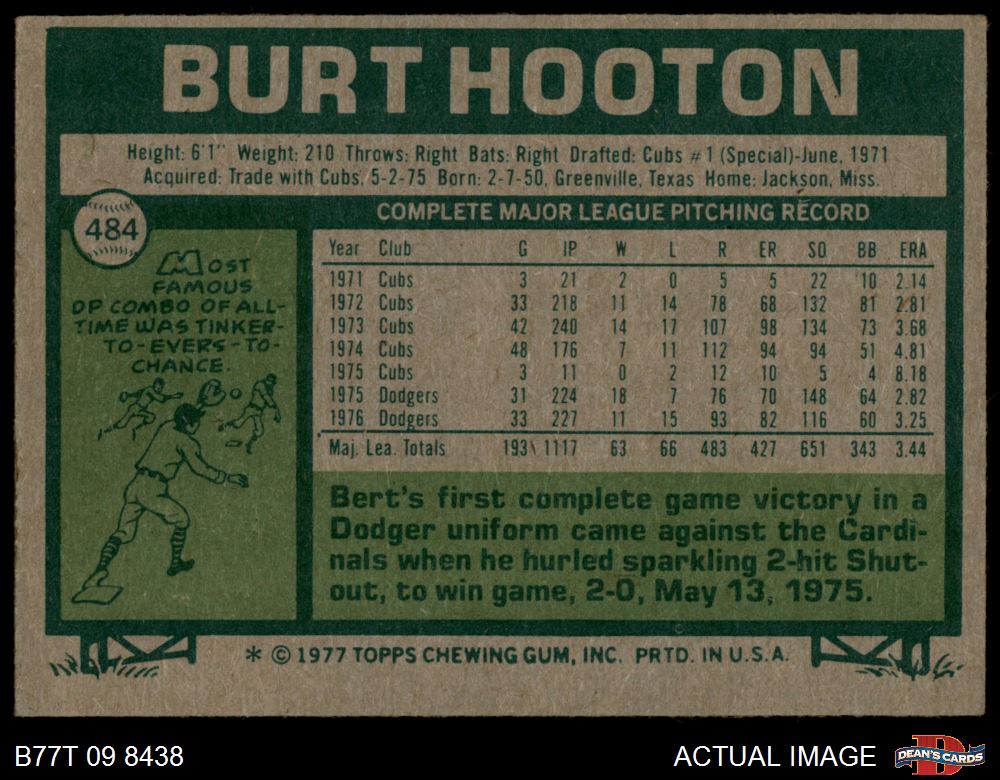 BURT HOOTON
Height: 6'1" Weight: 210 Throws: Right Bats: Right Drafted: Cubs #1 (Special)-June, 1971
Acquired: Trade with Cubs, 5-2-75 Born: 2-7-50, Greenville, Texas Home: Jackson, Miss.
484
MOST
FAMOUS
DP COMBO OF ALL-
TIME WAS TINKER-
TO-EVERS-TO-
CHANCE.
COMPLETE MAJOR LEAGUE PITCHING RECORD
Year Club G IP W L R ER SO BB ERA
1971 Cubs 3 21 2 0 5 5 22 10 2.14
1972 Cubs 33 218 11 14 78 68 132 81 2.81
1973 Cubs 42 240 14 17 107 98 134 73 3.68
1974 Cubs 48 176 7 11 112 94 94 51 4.81
1975 Cubs 3 11 0 2 12 10 5 4 8.18
1975 Dodgers 31 224 18 7 76 70 148 64 2.82
1976 Dodgers 33 227 11 15 93 82 116 60 3.25
Maj. Lea. Totals 193 1117 63 66 483 427 651 343 3.44
Bert's first complete game victory in a
Dodger uniform came against the Cardi-
nals when he hurled sparkling 2-hit Shut-
out, to win game, 2-0, May 13, 1975.
* © 1977 TOPPS CHEWING GUM, INC. PRTD. IN U.S.A.
B77T 09 8438
ACTUAL IMAGE
DEAN'S CARDS